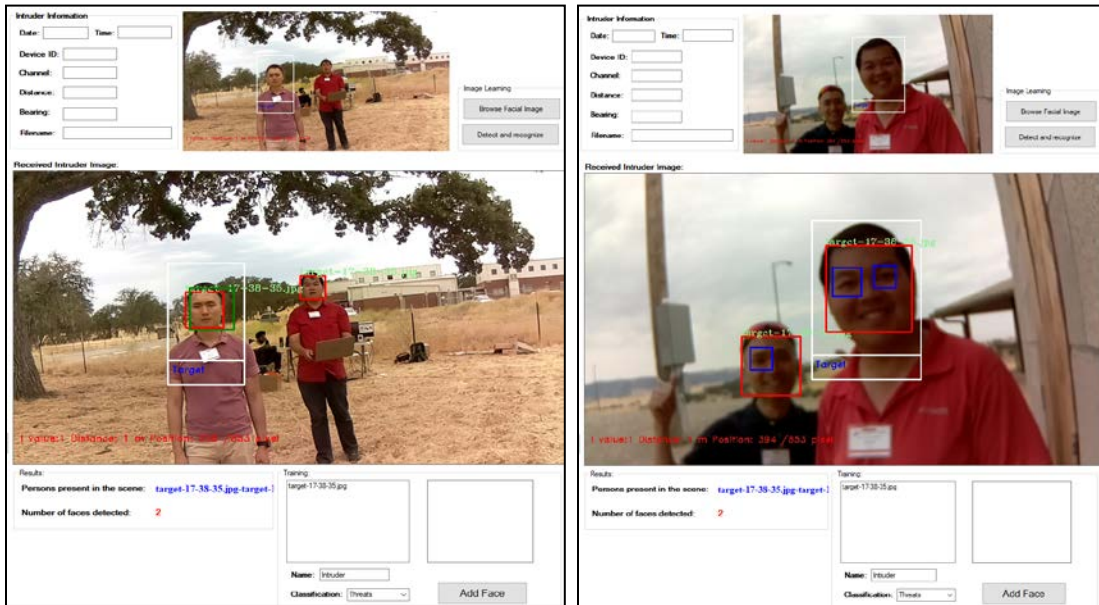 Intruder Information
Date: Time:
Device ID:
Channel:
Distance:
Bearing:
Filename:
Image Learning
Browse Facial Image
Detect and recognize
Received Intruder Image:
target-17-38-35.jpg
Target
Results:
Persons present in the scene: target-17-38-35.jpg-target-1
Number of faces detected: 2
Training:
target-17-38-35.jpg
Name: Intruder
Classification: Threats
Add Face
Intruder Information
Date: Time:
Device ID:
Channel:
Distance:
Bearing:
Filename:
Image Learning
Browse Facial Image
Detect and recognize
Received Intruder Image:
Target
Position: 394 /853 pixel
Results:
Persons present in the scene: target-17-38-35.jpg-target-1
Number of faces detected: 2
Training:
target-17-38-35.jpg
Name: Intruder
Classification: Threats
Add Face